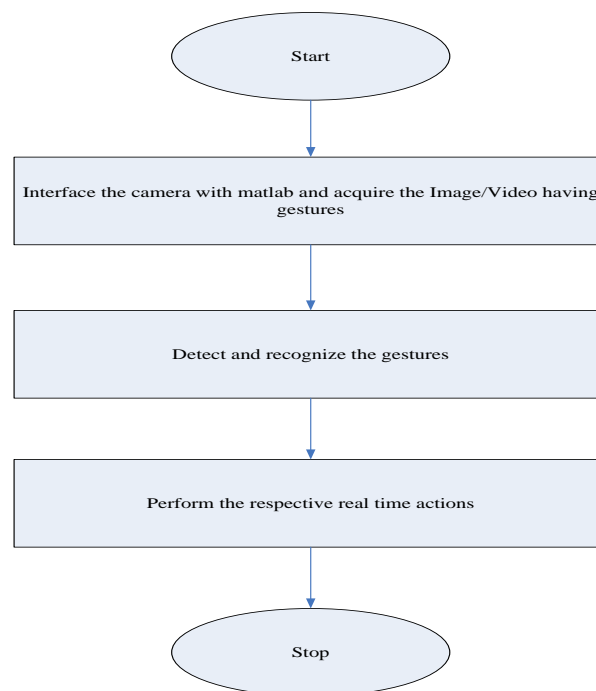 Start
Interface the camera with matlab and acquire the Image/Video having
gestures
Detect and recognize the gestures
Perform the respective real time actions
Stop